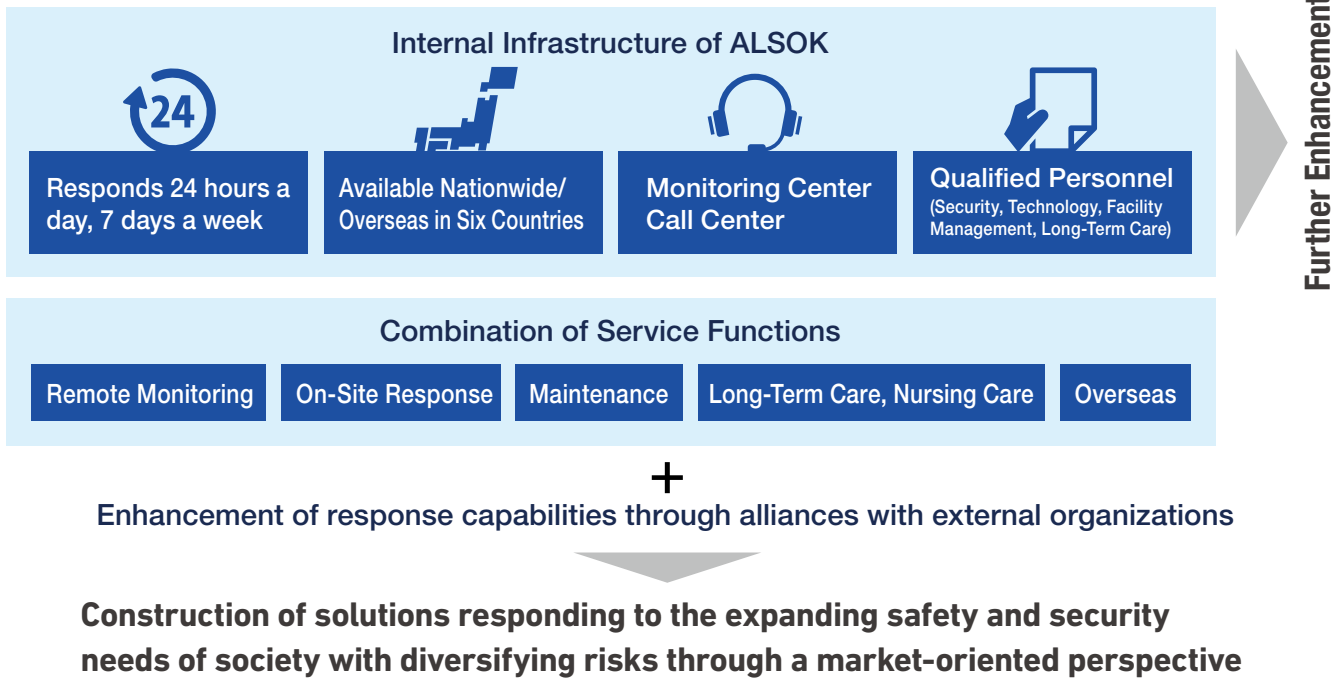 Internal Infrastructure of ALSOK
24
Responds 24 hours a
day, 7 days a week
Available Nationwide/
Overseas in Six Countries
Monitoring Center
Call Center
Qualified Personnel
(Security, Technology, Facility
Management, Long-Term Care)
Further Enhancement
Combination of Service Functions
Remote Monitoring
On-Site Response
Maintenance
Long-Term Care, Nursing Care
Overseas
+
Enhancement of response capabilities through alliances with external organizations
Construction of solutions responding to the expanding safety and security
needs of society with diversifying risks through a market-oriented perspective